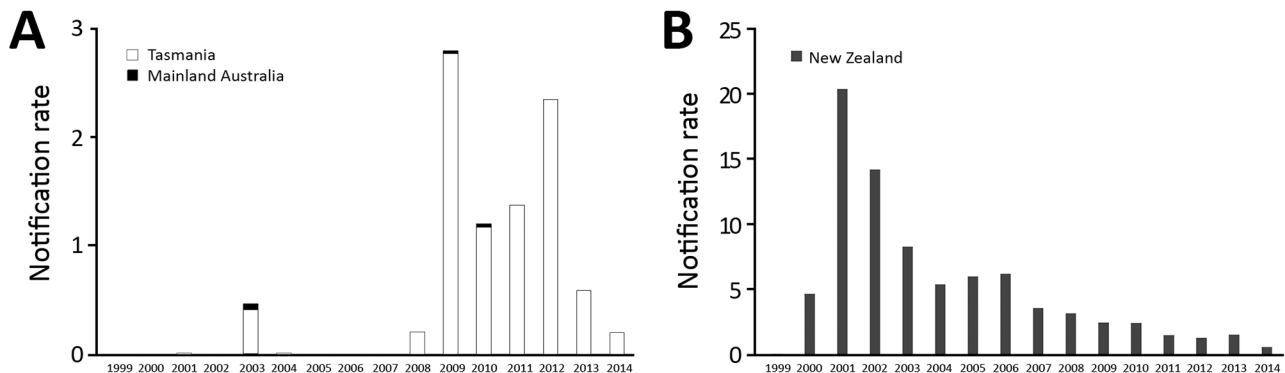 A
Notification rate
3
2
1
0
Tasmania
Mainland Australia
1999 2000 2001 2002 2003 2004 2005 2006 2007 2008 2009 2010 2011 2012 2013 2014
B
Notification rate
25
20
15
10
5
0
New Zealand
1999 2000 2001 2002 2003 2004 2005 2006 2007 2008 2009 2010 2011 2012 2013 2014